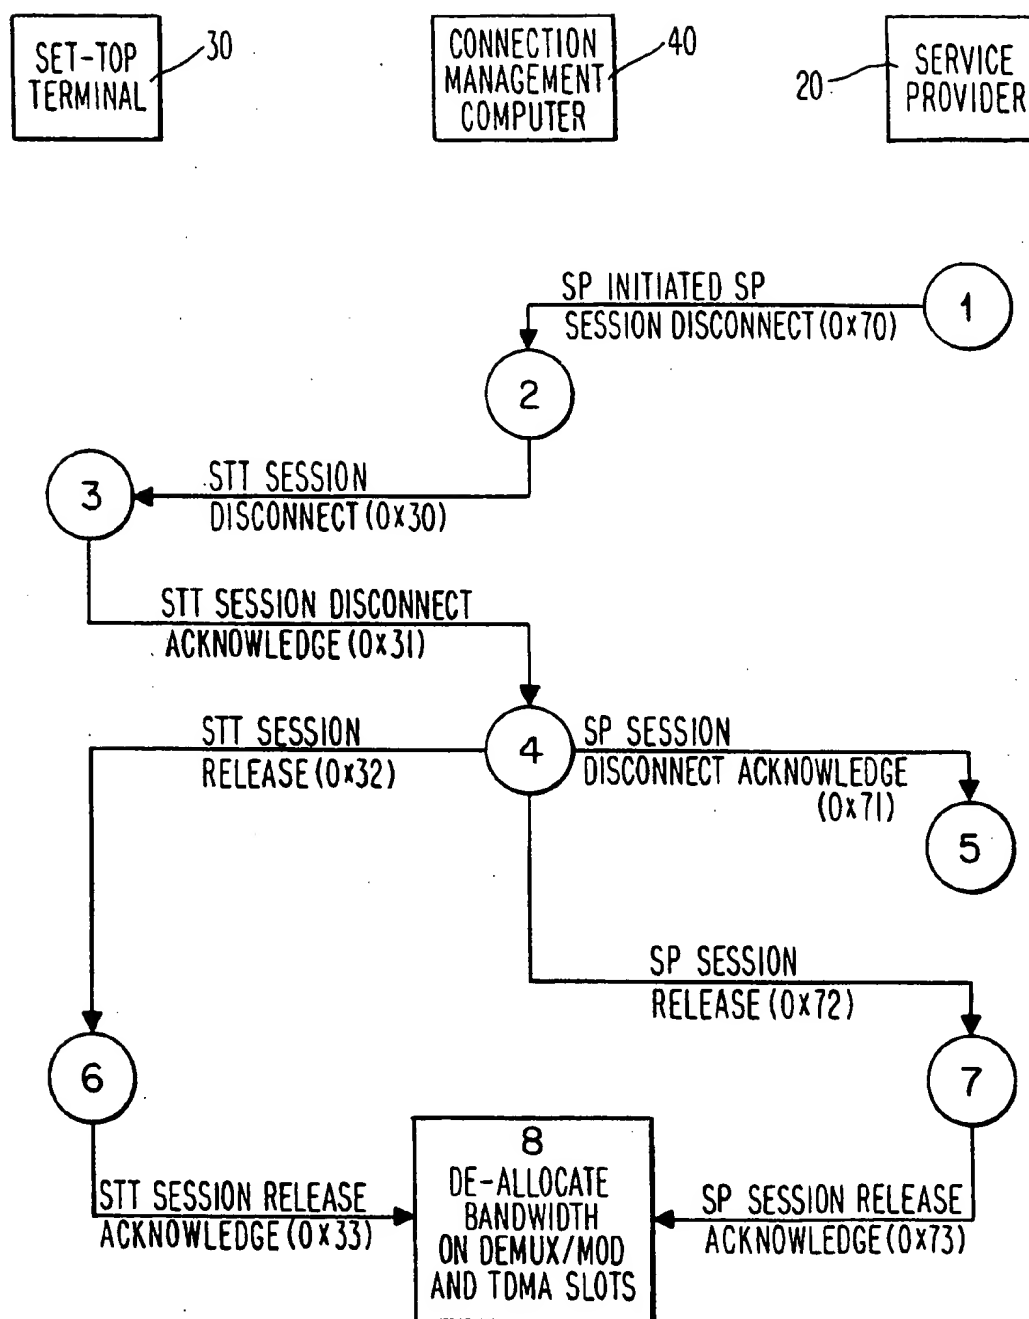 SET-TOP
TERMINAL
30
CONNECTION
MANAGEMENT
COMPUTER
40
20
SERVICE
PROVIDER
SP INITIATED SP
SESSION DISCONNECT (0X70)
1
2
3
STT SESSION
DISCONNECT (0X30)
STT SESSION DISCONNECT
ACKNOWLEDGE (0X31)
STT SESSION
RELEASE (0X32)
4
SP SESSION
DISCONNECT ACKNOWLEDGE
(0X71)
5
SP SESSION
RELEASE (0X72)
6
7
8
DE-ALLOCATE
BANDWIDTH
ON DEMUX/MOD
AND TDMA SLOTS
STT SESSION RELEASE
ACKNOWLEDGE (0X33)
SP SESSION RELEASE
ACKNOWLEDGE (0X73)